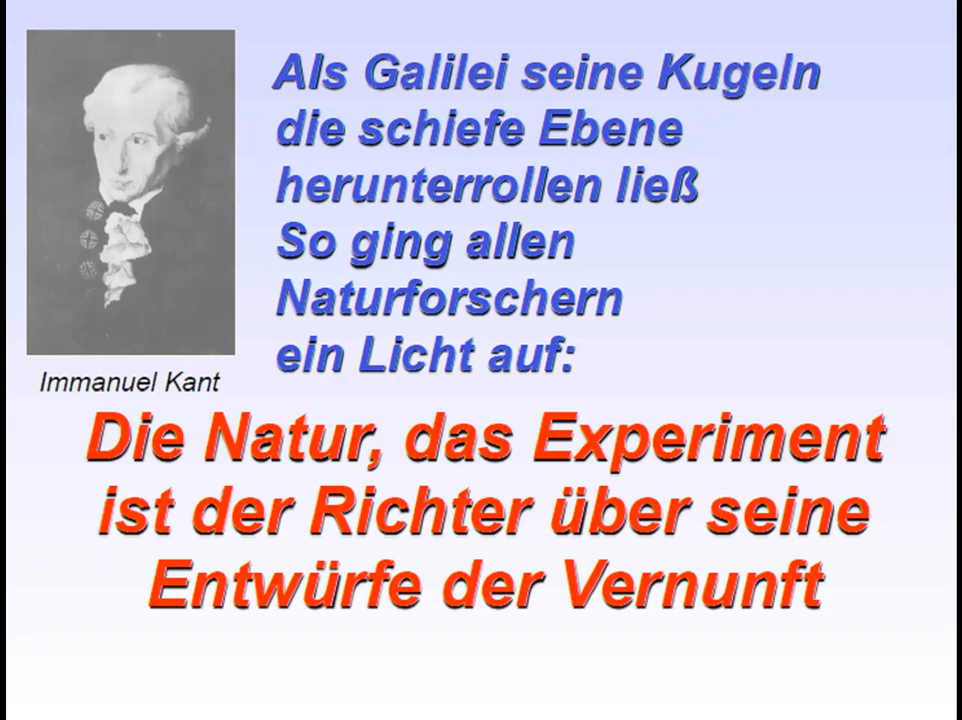 Als Galilei seine Kugeln
die schiefe Ebene
herunterrollen ließ
So ging allen
Naturforschern
ein Licht auf:
Immanuel Kant
Die Natur, das Experiment
ist der Richter über seine
Entwürfe der Vernunft